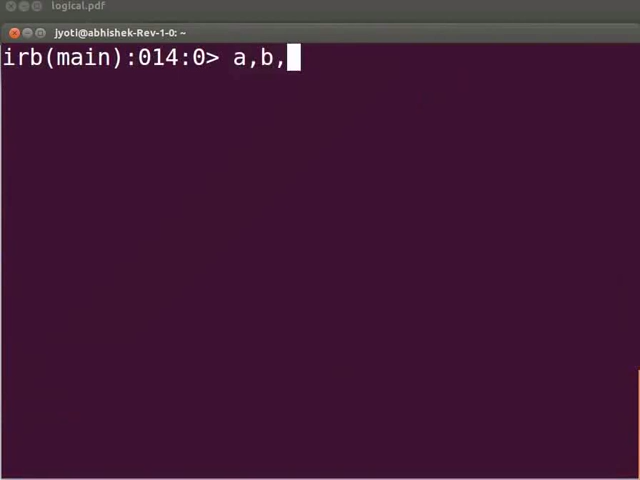 logical.pdf
jyoti@abhishek-Rev-1-0: ~
irb(main):014:0> a,b,